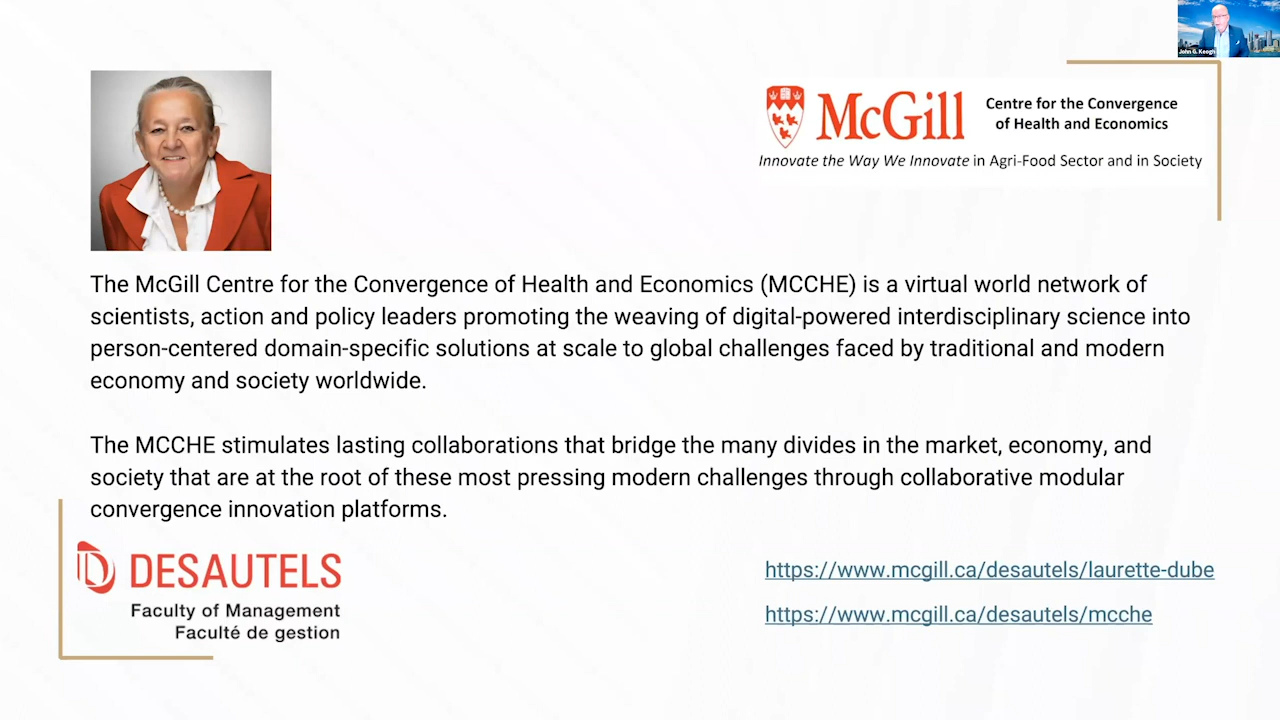 John G. Keogh
McGill
Centre for the Convergence
of Health and Economics
Innovate the Way We Innovate in Agri-Food Sector and in Society
The McGill Centre for the Convergence of Health and Economics (MCCHE) is a virtual world network of
scientists, action and policy leaders promoting the weaving of digital-powered interdisciplinary science into
person-centered domain-specific solutions at scale to global challenges faced by traditional and modern
economy and society worldwide.
The MCCHE stimulates lasting collaborations that bridge the many divides in the market, economy, and
society that are at the root of these most pressing modern challenges through collaborative modular
convergence innovation platforms.
DESAUTELS
Faculty of Management
Faculté de gestion
https://www.mcgill.ca/desautels/laurette-dube
https://www.mcgill.ca/desautels/mcche